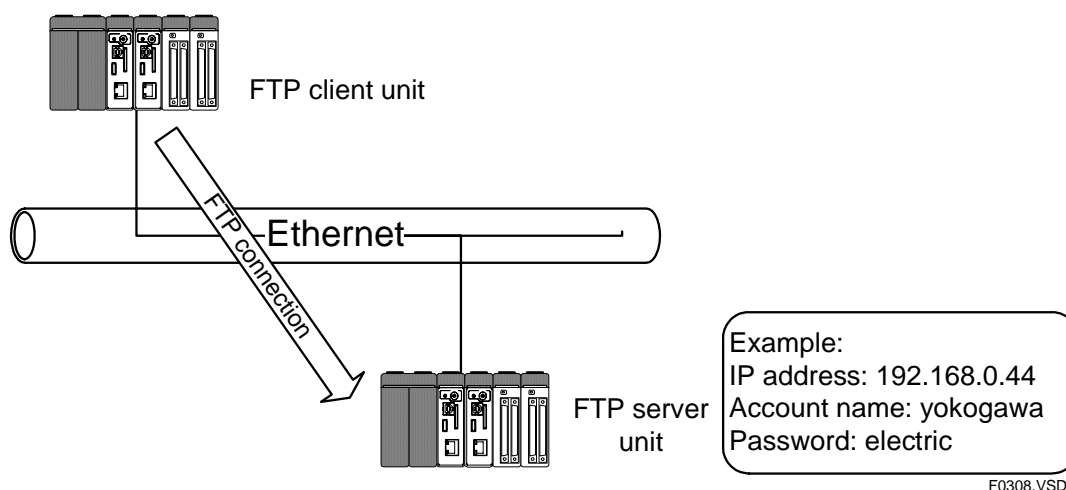 FTP client unit
FTP connection
Ethernet
FTP server
unit
Example:
IP address: 192.168.0.44
Account name: yokogawa
Password: electric
F0308.VSD